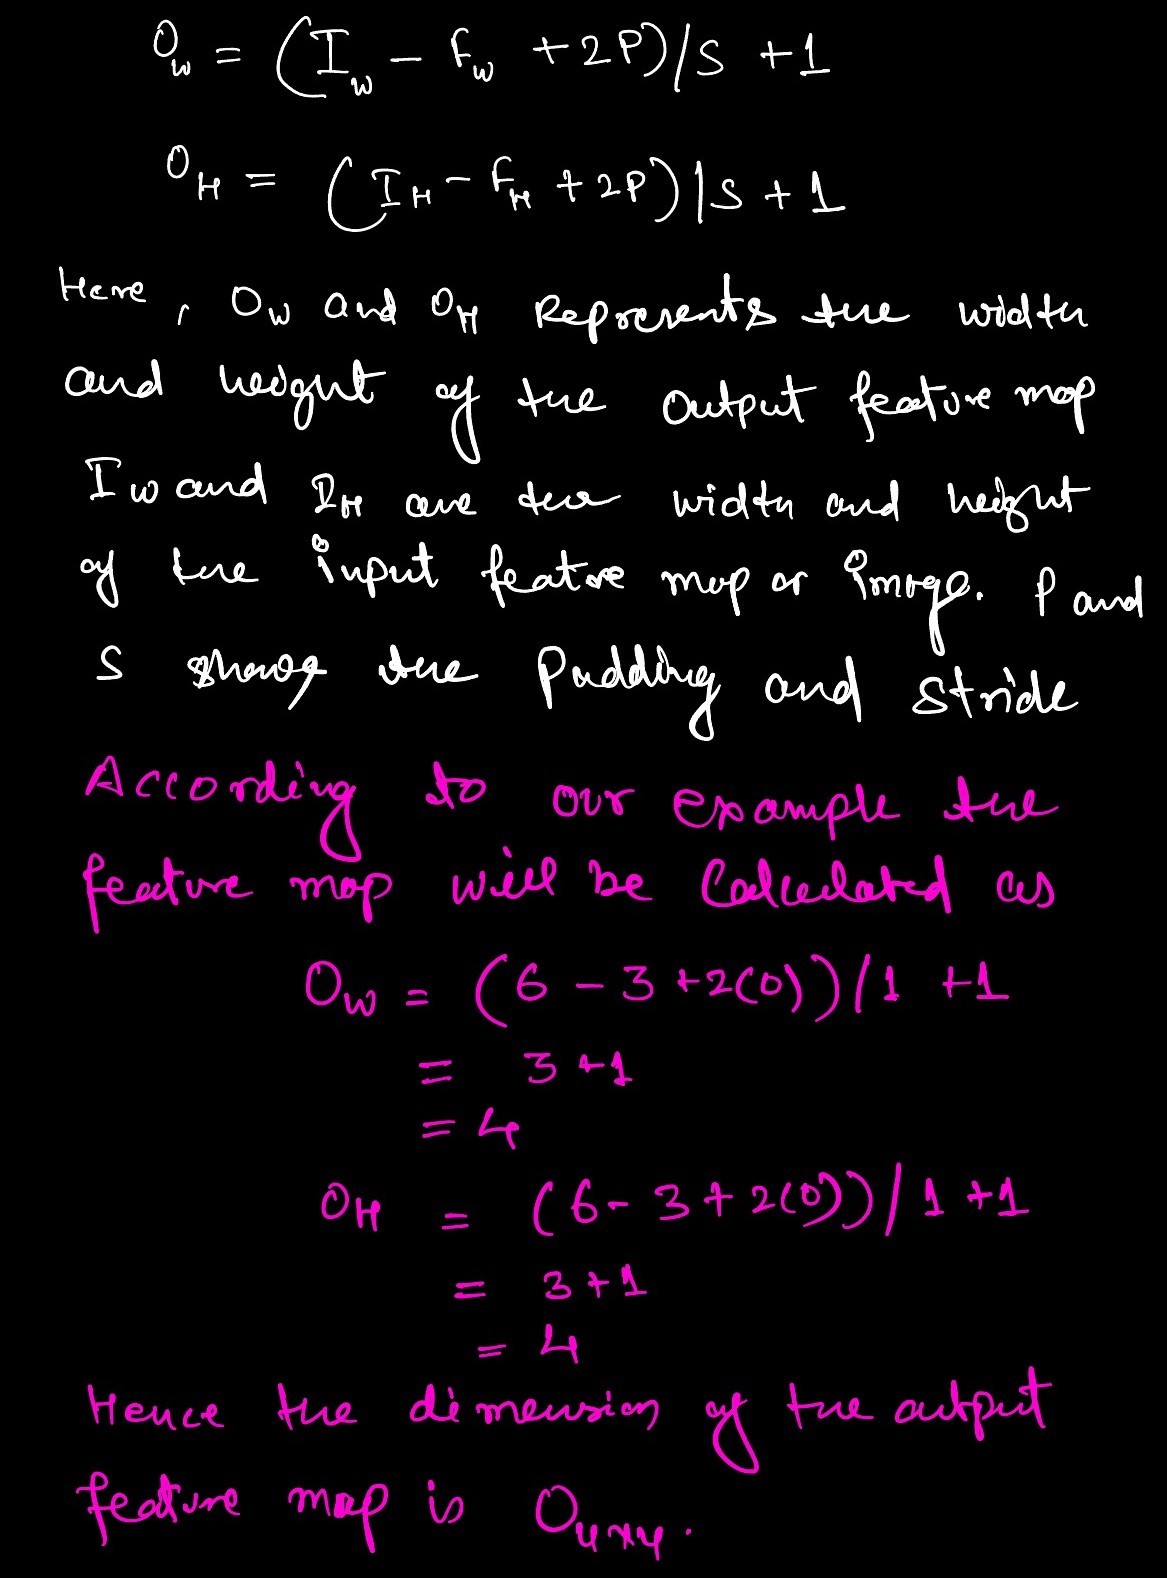 O_W = (I_W - F_W + 2P)/S + 1
O_H = (I_H - F_H + 2P)/S + 1
Here, O_W and O_H Represents the width
and height of the output feature map
I_W and I_H are the width and height
of the input feature map or image. P and
S shows the Padding and stride
According to our example the
feature map will be Calculated as
O_W = (6 - 3 + 2(0))/1 + 1
= 3 + 1
= 4
O_H = (6 - 3 + 2(0))/1 + 1
= 3 + 1
= 4
Hence the dimension of the output
feature map is O_4x4.